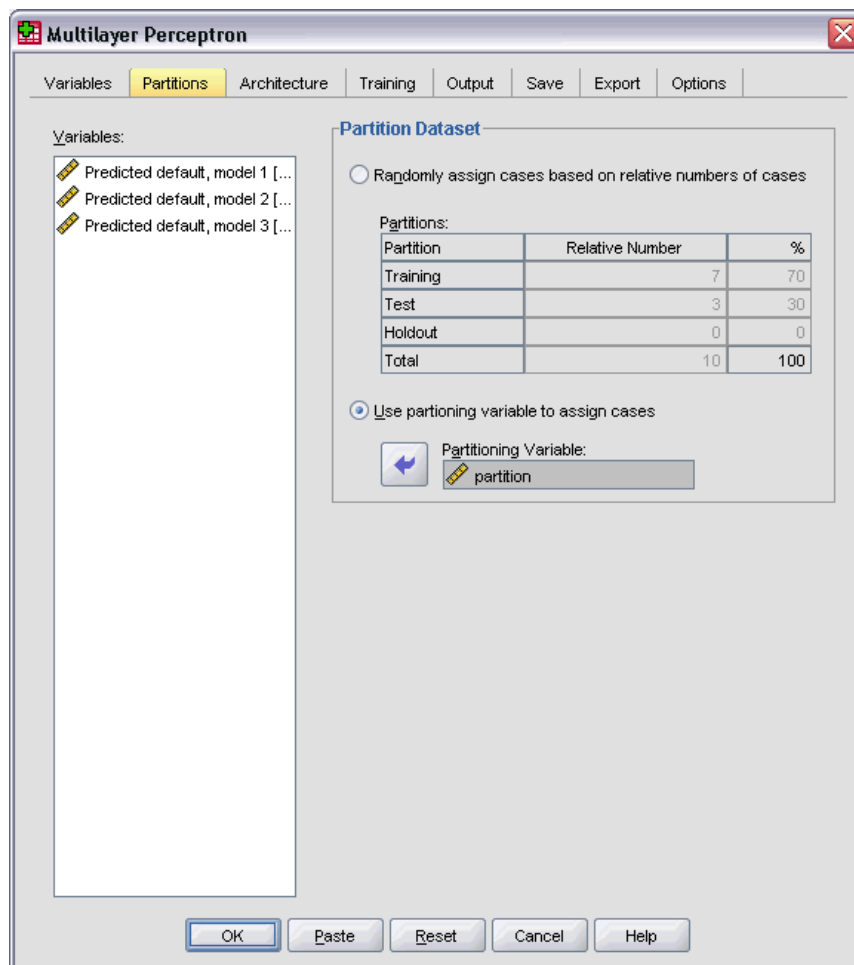 Multilayer Perceptron
Variables Partitions Architecture Training Output Save Export Options
Variables:
Predicted default, model 1 [...
Predicted default, model 2 [...
Predicted default, model 3 [...
Partition Dataset
Randomly assign cases based on relative numbers of cases
Partitions:
Partition Relative Number %
Training 7 70
Test 3 30
Holdout 0 0
Total 10 100
Use partioning variable to assign cases
Partitioning Variable:
partition
OK Paste Reset Cancel Help